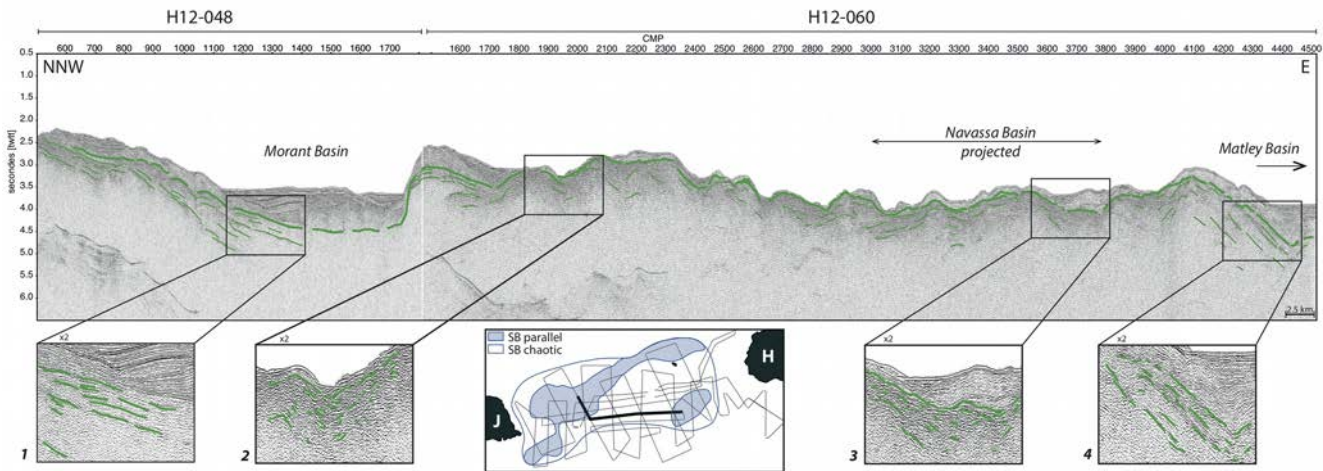 H12-048 H12-060
CMP
600 700 800 900 1000 1100 1200 1300 1400 1500 1600 1700 1600 1700 1800 1900 2000 2100 2200 2300 2400 2500 2600 2700 2800 2900 3000 3100 3200 3300 3400 3500 3600 3700 3800 3900 4000 4100 4200 4300 4400 4500
0.5
NNW E
1.0
1.5
2.0
2.5
3.0
3.5
4.0
4.5
5.0
5.5
6.0
secondes [twtt]
Morant Basin
Navassa Basin
projected
Matley Basin
2.5 km
x2 x2 x2 x2
SB parallel
SB chaotic
H
J
1 2 3 4